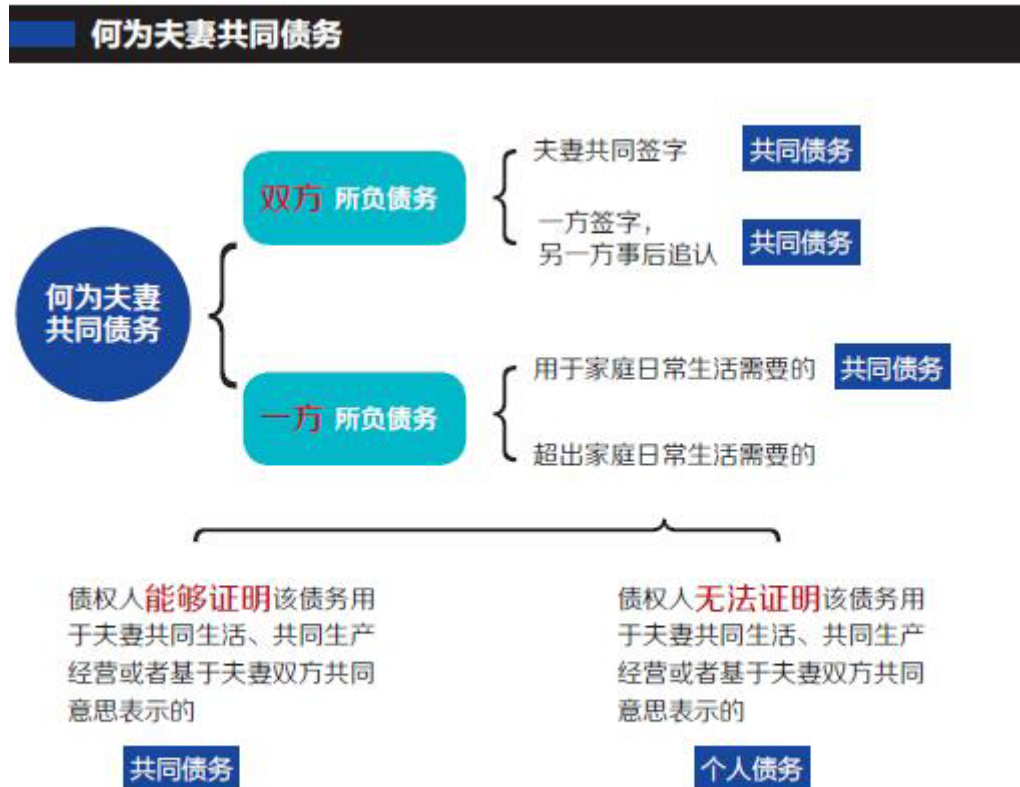 何为夫妻共同债务
何为夫妻
共同债务
双方 所负债务
夫妻共同签字 共同债务
一方签字，
另一方事后追认 共同债务
一方 所负债务
用于家庭日常生活需要的 共同债务
超出家庭日常生活需要的
债权人能够证明该债务用
于夫妻共同生活、共同生产
经营或者基于夫妻双方共同
意思表示的
共同债务
债权人无法证明该债务用
于夫妻共同生活、共同生产
经营或者基于夫妻双方共同
意思表示的
个人债务